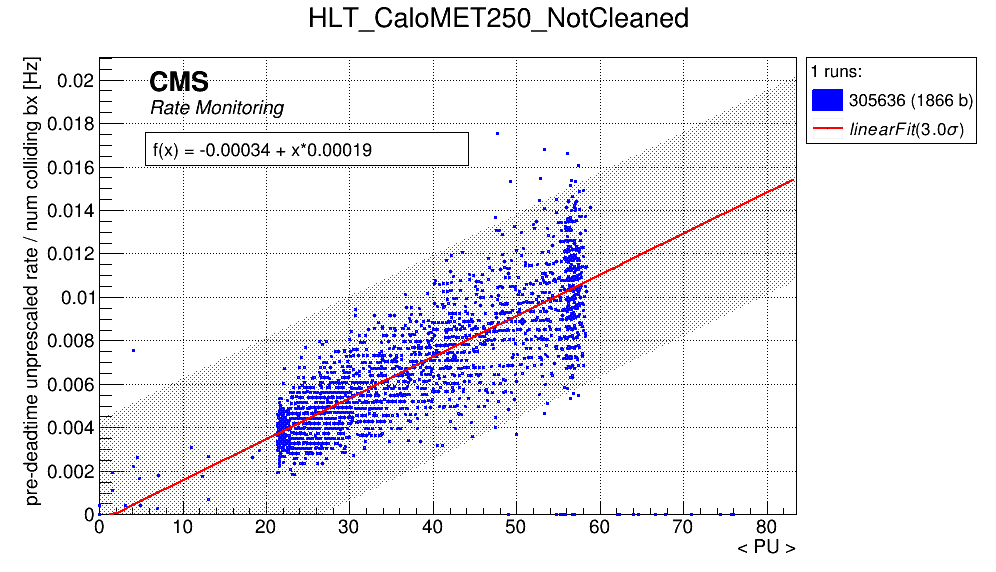 HLT_CaloMET250_NotCleaned
pre-deadtime unprescaled rate / num colliding bx [Hz]
0.02
0.018
0.016
0.014
0.012
0.01
0.008
0.006
0.004
0.002
0
CMS
Rate Monitoring
f(x) = -0.00034 + x*0.00019
0 10 20 30 40 50 60 70 80
< PU >
1 runs:
305636 (1866 b)
linearFit(3.0σ)